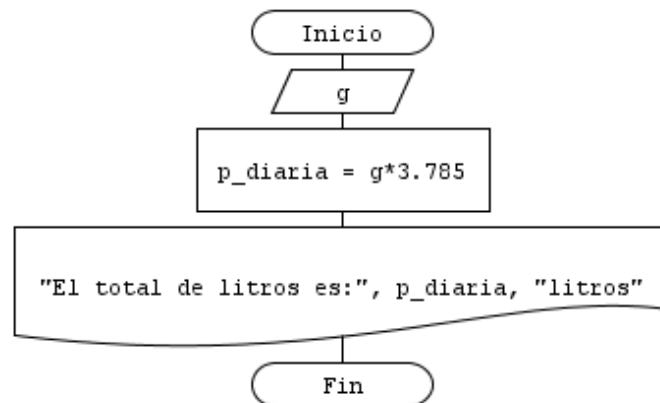 Inicio
g
p_diaria = g*3.785
"El total de litros es:", p_diaria, "litros"
Fin